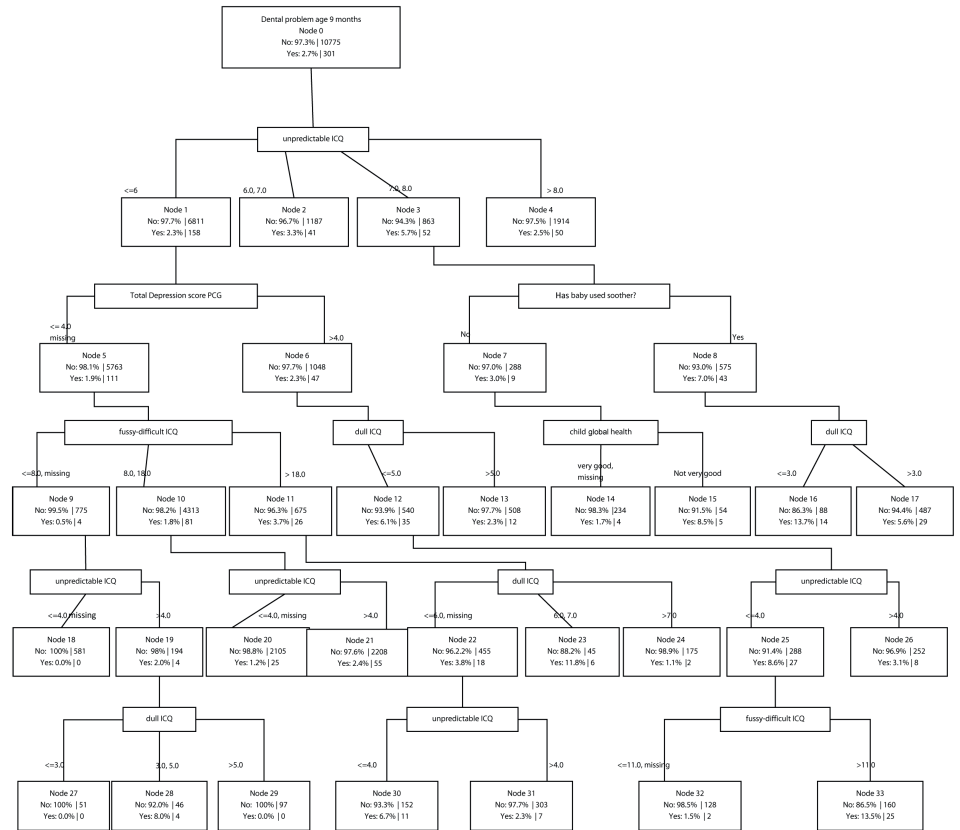 Dental problem age 9 months
Node 0
No: 97.3% | 10775
Yes: 2.7% | 301
unpredictable ICQ
<=6
6.0, 7.0
7.0, 8.0
> 8.0
Node 1
No: 97.7% | 6811
Yes: 2.3% | 158
Node 2
No: 96.7% | 1187
Yes: 3.3% | 41
Node 3
No: 94.3% | 863
Yes: 5.7% | 52
Node 4
No: 97.5% | 1914
Yes: 2.5% | 50
Total Depression score PCG
Has baby used soother?
<= 4.0
missing
>4.0
No
Yes
Node 5
No: 98.1% | 5763
Yes: 1.9% | 111
Node 6
No: 97.7% | 1048
Yes: 2.3% | 47
Node 7
No: 97.0% | 288
Yes: 3.0% | 9
Node 8
No: 93.0% | 575
Yes: 7.0% | 43
fussy-difficult ICQ
dull ICQ
child global health
dull ICQ
<=8.0, missing
8.0, 18.0
> 18.0
<=5.0
>5.0
very good,
missing
Not very good
<=3.0
>3.0
Node 9
No: 99.5% | 775
Yes: 0.5% | 4
Node 10
No: 98.2% | 4313
Yes: 1.8% | 81
Node 11
No: 96.3% | 675
Yes: 3.7% | 26
Node 12
No: 93.9% | 540
Yes: 6.1% | 35
Node 13
No: 97.7% | 508
Yes: 2.3% | 12
Node 14
No: 98.3% |234
Yes: 1.7% | 4
Node 15
No: 91.5% | 54
Yes: 8.5% | 5
Node 16
No: 86.3% | 88
Yes: 13.7% | 14
Node 17
No: 94.4% | 487
Yes: 5.6% | 29
unpredictable ICQ
unpredictable ICQ
dull ICQ
unpredictable ICQ
<=4.0, missing
>4.0
<=4.0, missing
>4.0
<=6.0, missing
6.0, 7.0
>7.0
<=4.0
>4.0
Node 18
No: 100% | 581
Yes: 0.0% | 0
Node 19
No: 98% | 194
Yes: 2.0% | 4
Node 20
No: 98.8% | 2105
Yes: 1.2% | 25
Node 21
No: 97.6% | 2208
Yes: 2.4% | 55
Node 22
No: 96.2.2% | 455
Yes: 3.8% | 18
Node 23
No: 88.2% | 45
Yes: 11.8% | 6
Node 24
No: 98.9% | 175
Yes: 1.1% |2
Node 25
No: 91.4% | 288
Yes: 8.6% | 27
Node 26
No: 96.9% | 252
Yes: 3.1% | 8
dull ICQ
unpredictable ICQ
fussy-difficult ICQ
<=3.0
3.0, 5.0
>5.0
<=4.0
>4.0
<=11.0, missing
>11.0
Node 27
No: 100% | 51
Yes: 0.0% | 0
Node 28
No: 92.0% | 46
Yes: 8.0% | 4
Node 29
No: 100% | 97
Yes: 0.0% | 0
Node 30
No: 93.3% | 152
Yes: 6.7% | 11
Node 31
No: 97.7% | 303
Yes: 2.3% | 7
Node 32
No: 98.5% | 128
Yes: 1.5% | 2
Node 33
No: 86.5% | 160
Yes: 13.5% | 25